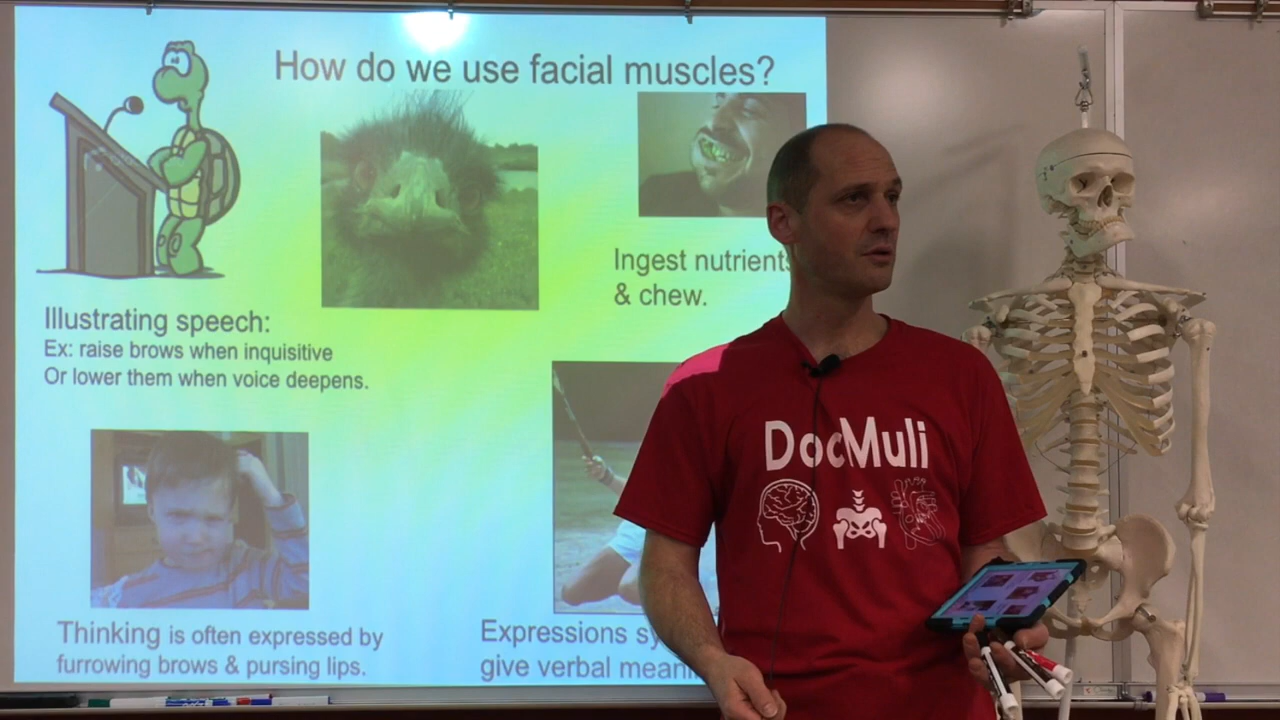 How do we use facial muscles?
Ingest nutrients
& chew.
Illustrating speech:
Ex: raise brows when inquisitive
Or lower them when voice deepens.
DocMuli
Thinking is often expressed by
furrowing brows & pursing lips.
Expressions
give verbal